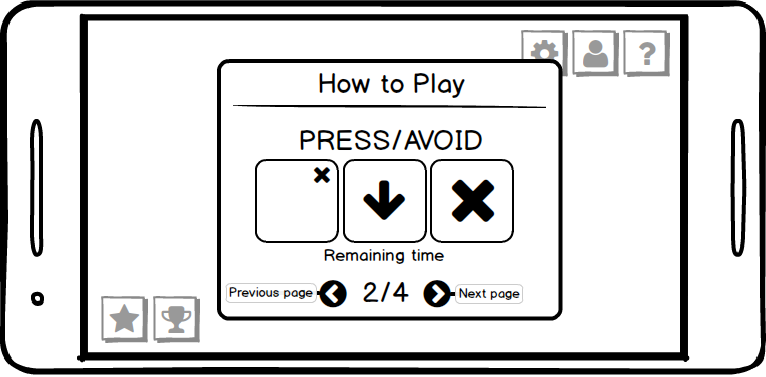 How to Play
PRESS/AVOID
Remaining time
Previous page 2/4 Next page